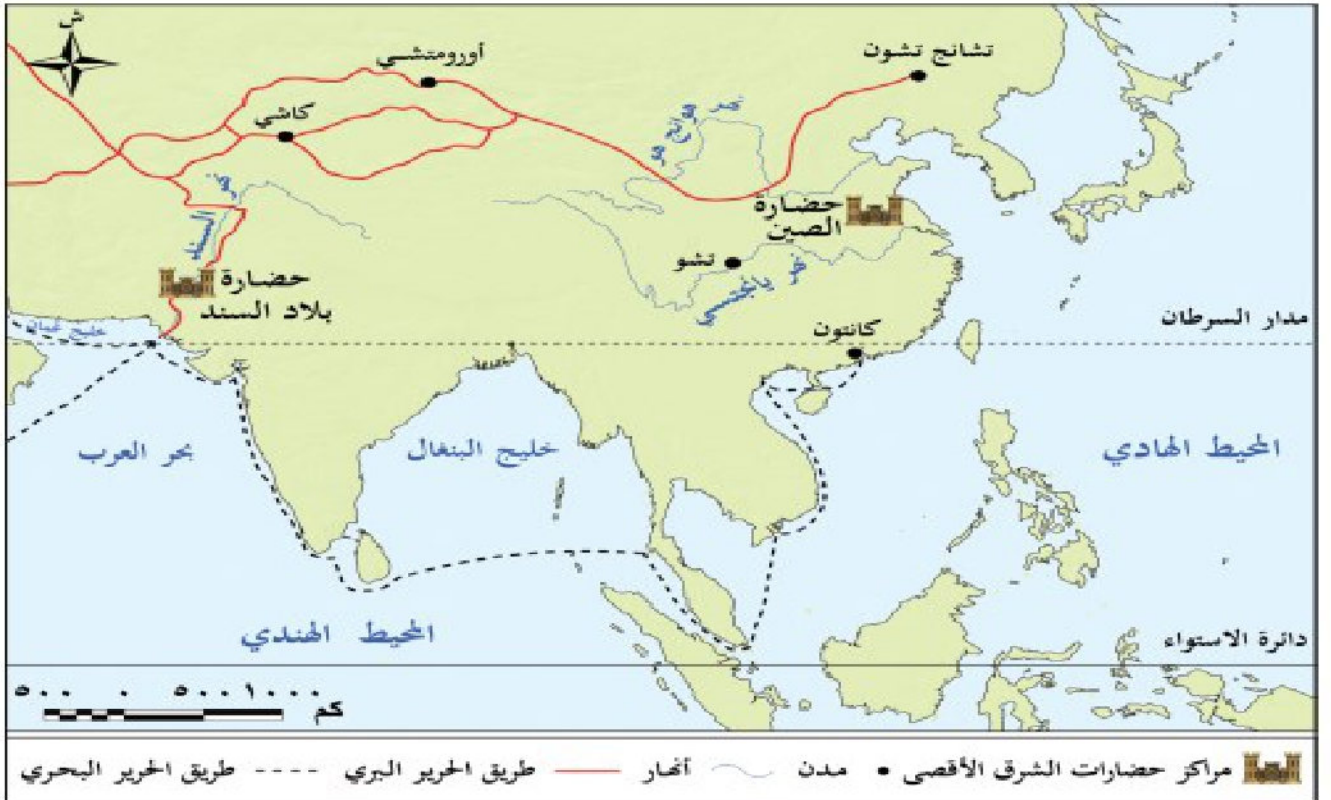 ش
أورومتشي
تشانج تشون
كاشي
نهر هوانج هو
نهر السند
حضارة
الصين
تشو
نهر يانجتسي
حضارة
بلاد السند
خليج عُمان
كانتون
مدار السرطان
بحر العرب
خليج البنغال
المحيط الهادي
المحيط الهندي
دائرة الاستواء
٥٠٠ ٠ ٥٠٠ ١٠٠٠
كم
مراكز حضارات الشرق الأقصى مدن أنهار طريق الحرير البري طريق الحرير البحري